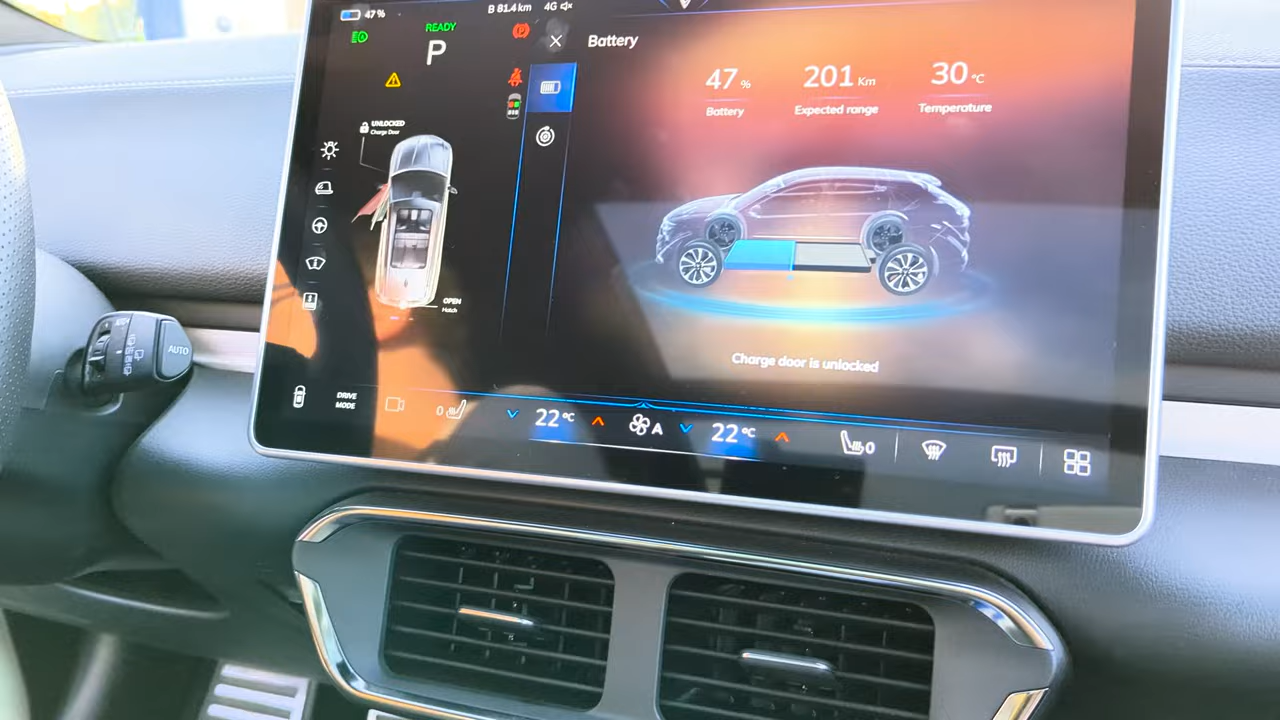 47%
B 81.4 km
4G
READY
P
Battery
47 %
Battery
201 Km
Expected range
30 °C
Temperature
UNLOCKED
Charge Door
OPEN
Hatch
Charge door is unlocked
AUTO
DRIVE
MODE
0
22 °C
A
22 °C
0